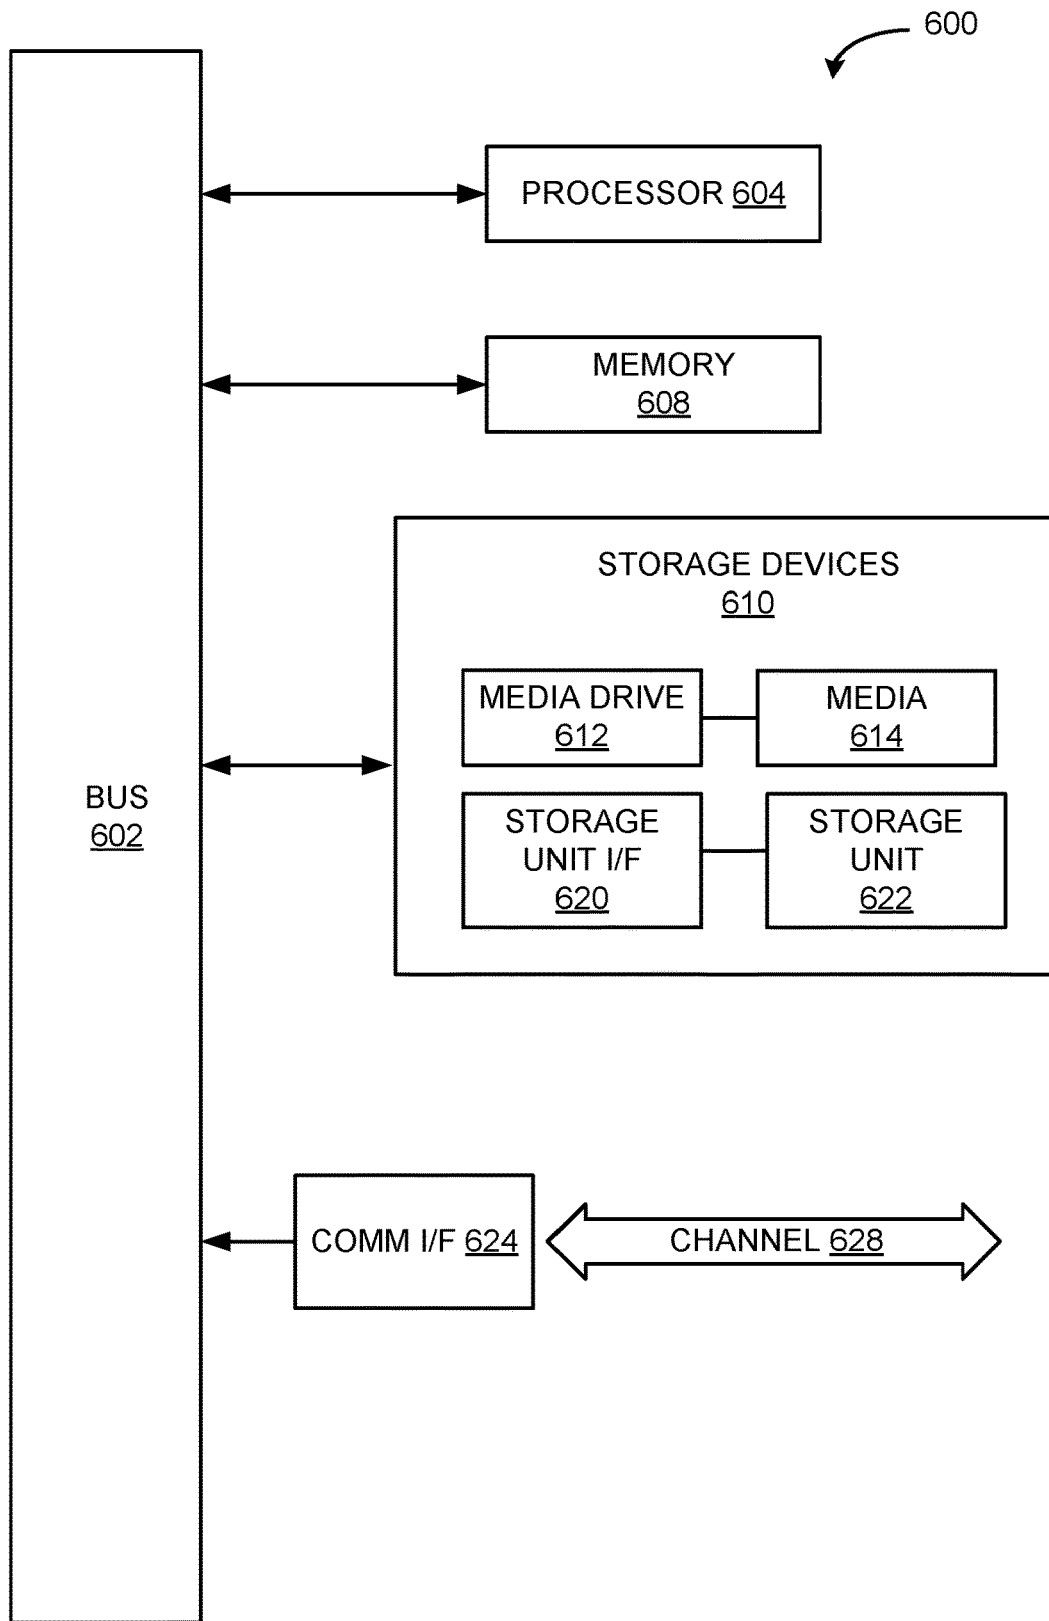 600
PROCESSOR 604
MEMORY
608
STORAGE DEVICES
610
MEDIA DRIVE
612
MEDIA
614
BUS
602
STORAGE
UNIT I/F
620
STORAGE
UNIT
622
COMM I/F 624
CHANNEL 628